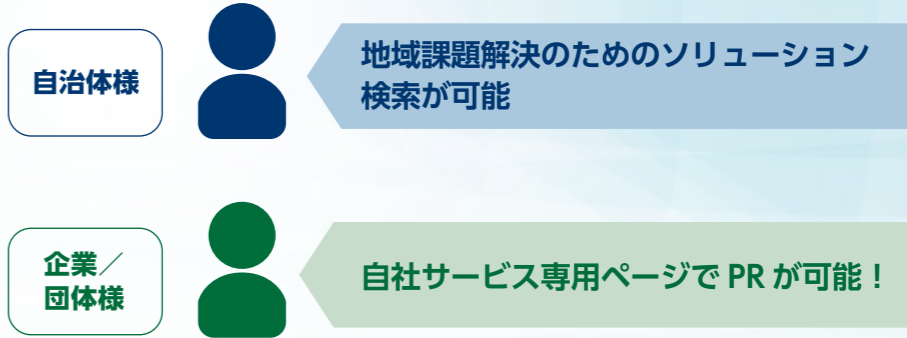 自治体様
地域課題解決のためのソリューション
検索が可能
企業／
団体様
自社サービス専用ページで PR が可能！